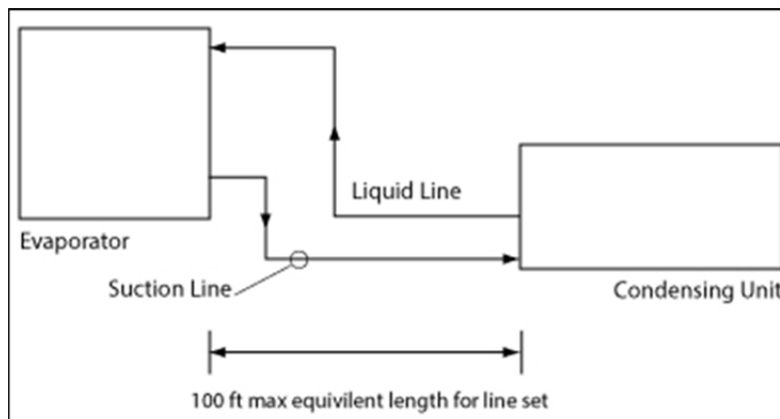 Liquid Line
Evaporator
Suction Line
Condensing Unit
100 ft max equivilent length for line set